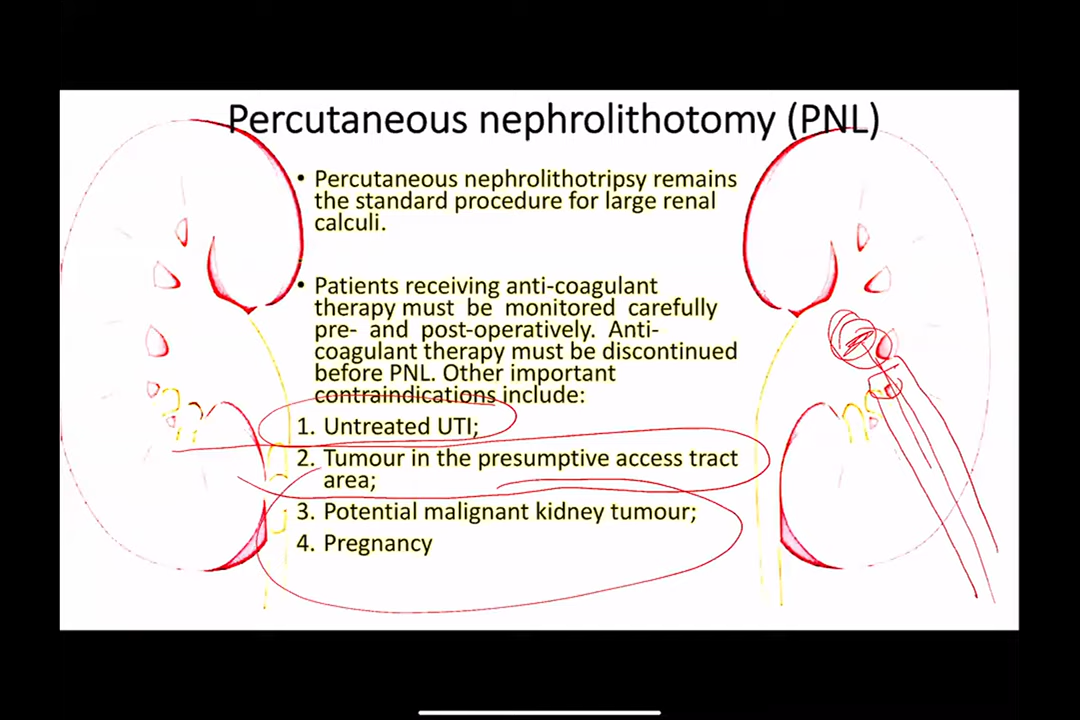 Percutaneous nephrolithotomy (PNL)
• Percutaneous nephrolithotripsy remains
the standard procedure for large renal
calculi.
• Patients receiving anti-coagulant
therapy must be monitored carefully
pre- and post-operatively. Anti-
coagulant therapy must be discontinued
before PNL. Other important
contraindications include:
1. Untreated UTI;
2. Tumour in the presumptive access tract
area;
3. Potential malignant kidney tumour;
4. Pregnancy